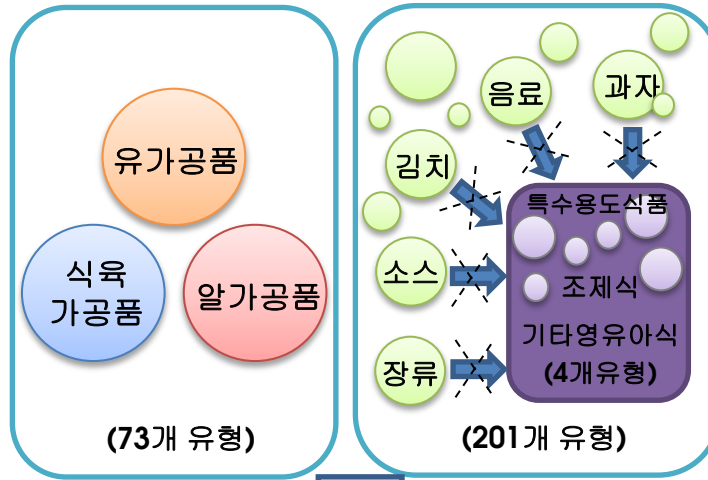 유가공품
식육
가공품
알가공품
(73개 유형)
음료
과자
김치
소스
장류
특수용도식품
조제식
기타영유아식
(4개유형)
(201개 유형)